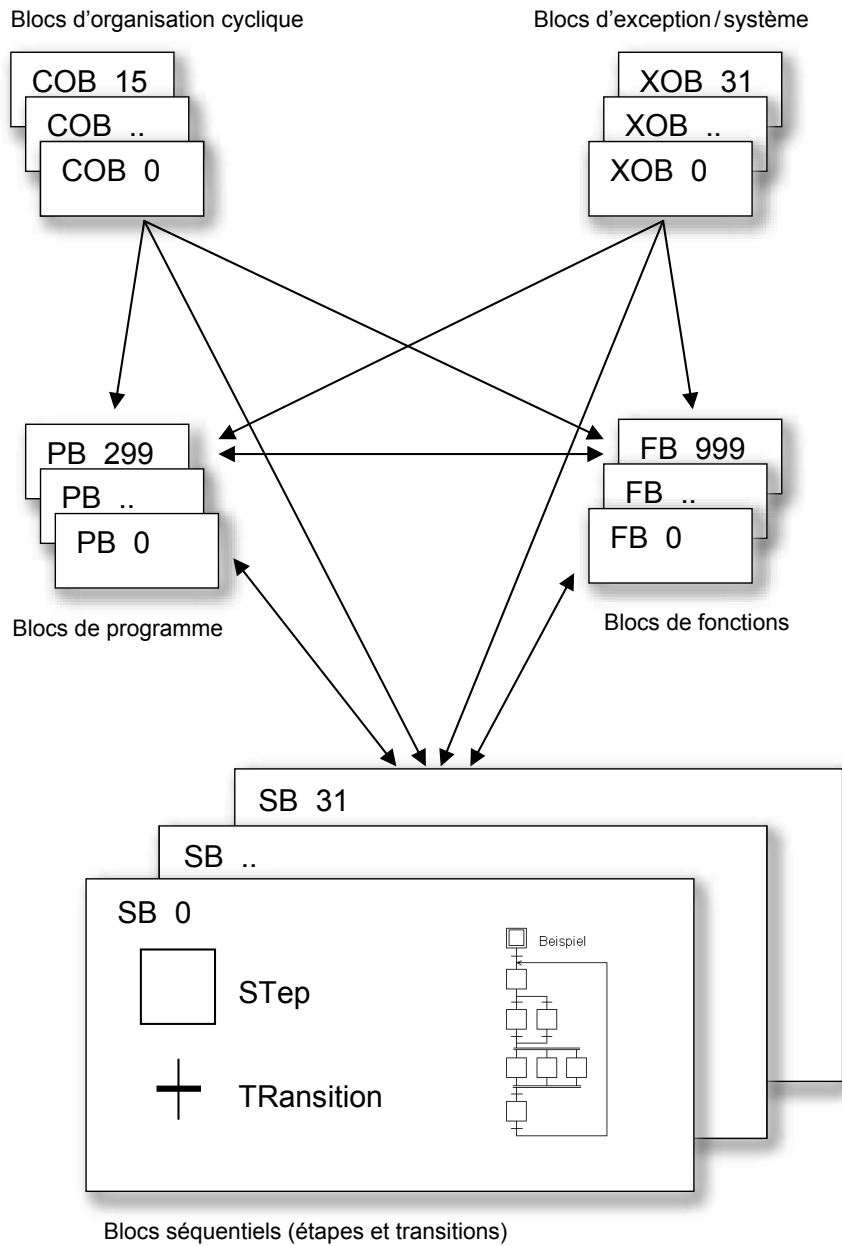 Blocs d’organisation cyclique
Blocs d’exception / système
COB 15
COB ..
COB 0
XOB 31
XOB ..
XOB 0
PB 299
PB ..
PB 0
FB 999
FB ..
FB 0
Blocs de programme
Blocs de fonctions
SB 31
SB ..
SB 0
Beispiel
STep
TRansition
Blocs séquentiels (étapes et transitions)